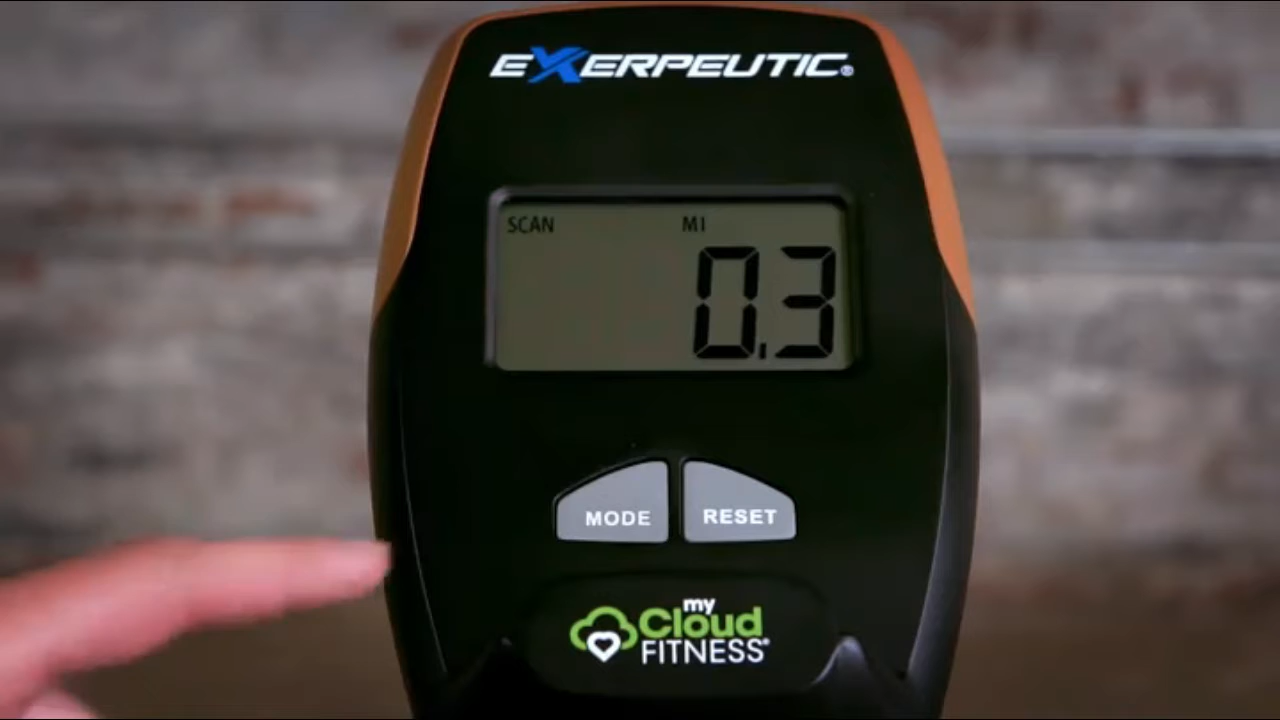 EXERPEUTIC®
SCAN MI
0.3
MODE RESET
my
Cloud
FITNESS®